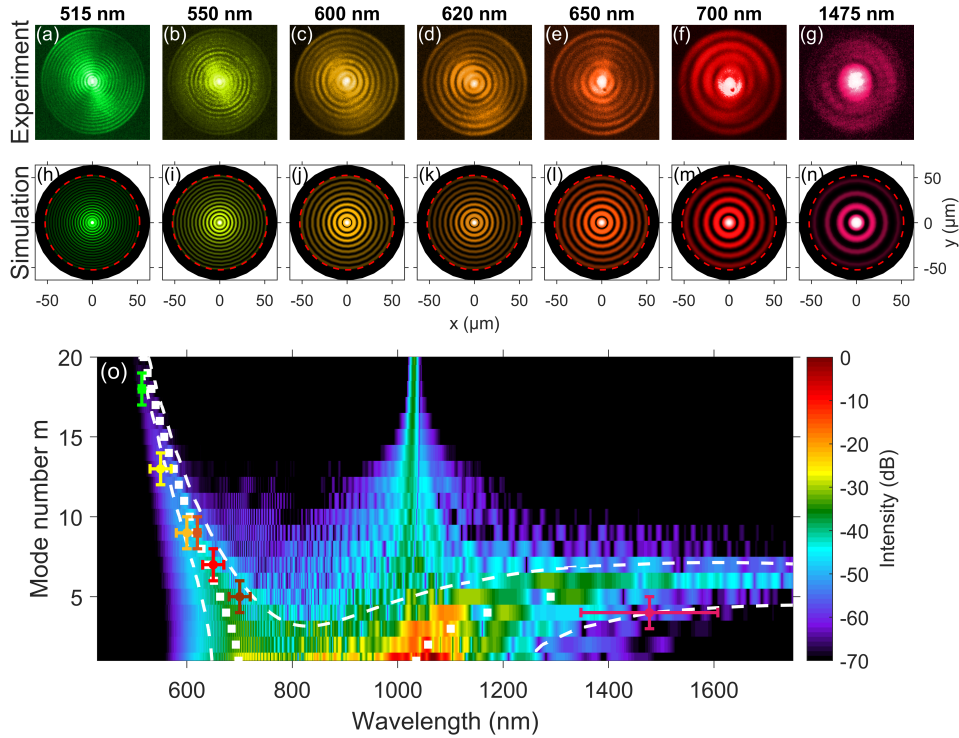 515 nm 550 nm 600 nm 620 nm 650 nm 700 nm 1475 nm
Experiment
(a) (b) (c) (d) (e) (f) (g)
Simulation
(h) (i) (j) (k) (l) (m) (n)
50
0
-50
y (µm)
-50 0 50 -50 0 50 -50 0 50 -50 0 50 -50 0 50 -50 0 50 -50 0 50
x (µm)
(o)
Mode number m
20
15
10
5
600 800 1000 1200 1400 1600
Wavelength (nm)
0
-10
-20
-30
-40
-50
-60
-70
Intensity (dB)